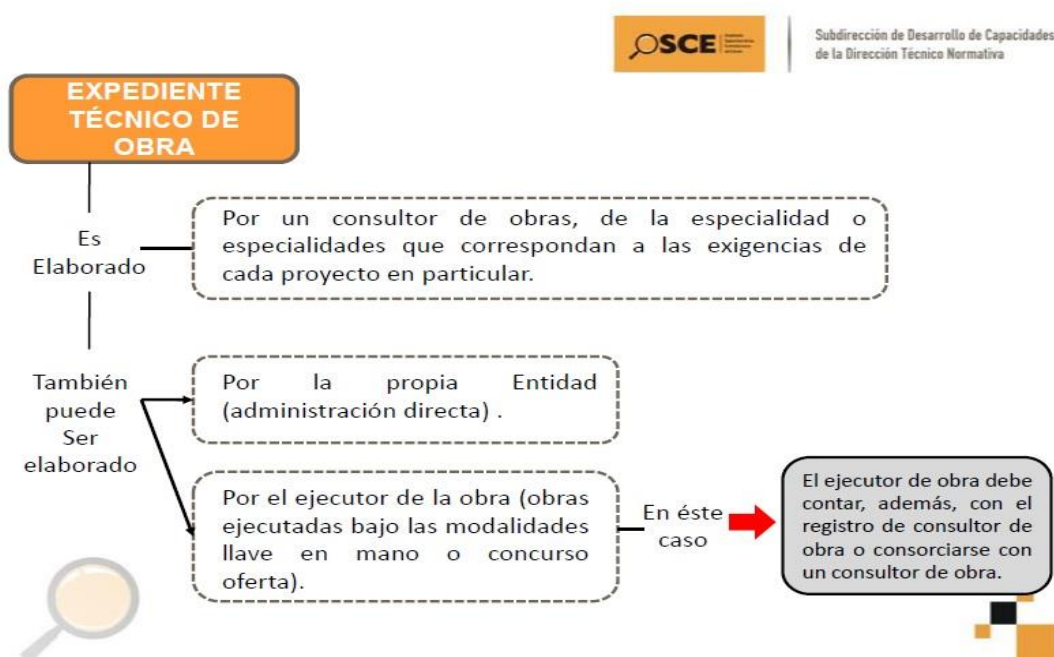 OSCE
Subdirección de Desarrollo de Capacidades
de la Dirección Técnico Normativa
EXPEDIENTE
TÉCNICO DE
OBRA
Es
Elaborado
Por un consultor de obras, de la especialidad o
especialidades que correspondan a las exigencias de
cada proyecto en particular.
También
puede
Ser
elaborado
Por la propia Entidad
(administración directa) .
Por el ejecutor de la obra (obras
ejecutadas bajo las modalidades
llave en mano o concurso
oferta).
En éste
caso
El ejecutor de obra debe
contar, además, con el
registro de consultor de
obra o consorciarse con
un consultor de obra.